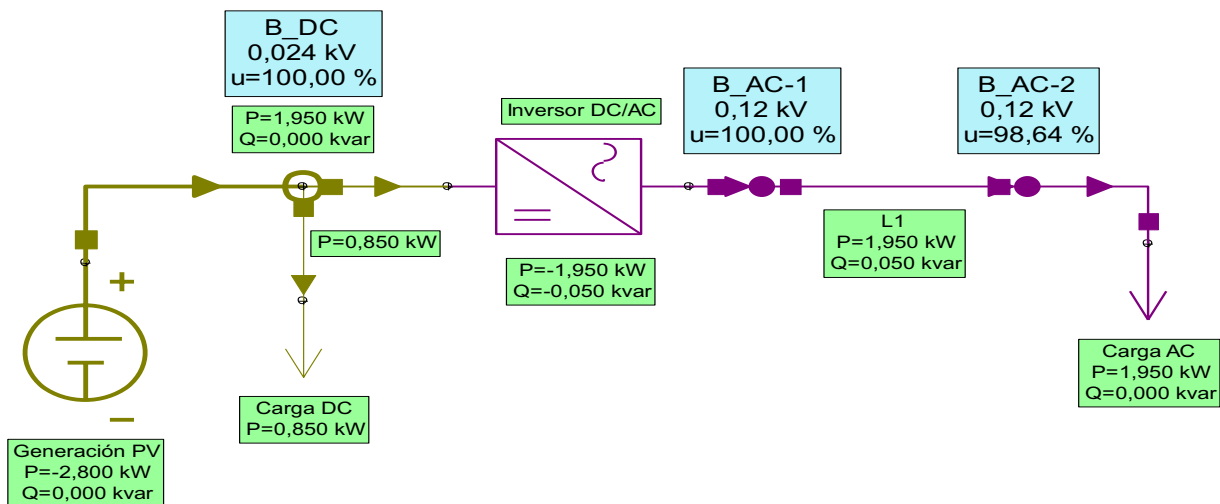 B_DC
0,024 kV
u=100,00 %
P=1,950 kW
Q=0,000 kvar
Inversor DC/AC
B_AC-1
0,12 kV
u=100,00 %
B_AC-2
0,12 kV
u=98,64 %
P=0,850 kW
P=-1,950 kW
Q=-0,050 kvar
L1
P=1,950 kW
Q=0,050 kvar
+
−
Generación PV
P=-2,800 kW
Q=0,000 kvar
Carga DC
P=0,850 kW
Carga AC
P=1,950 kW
Q=0,000 kvar